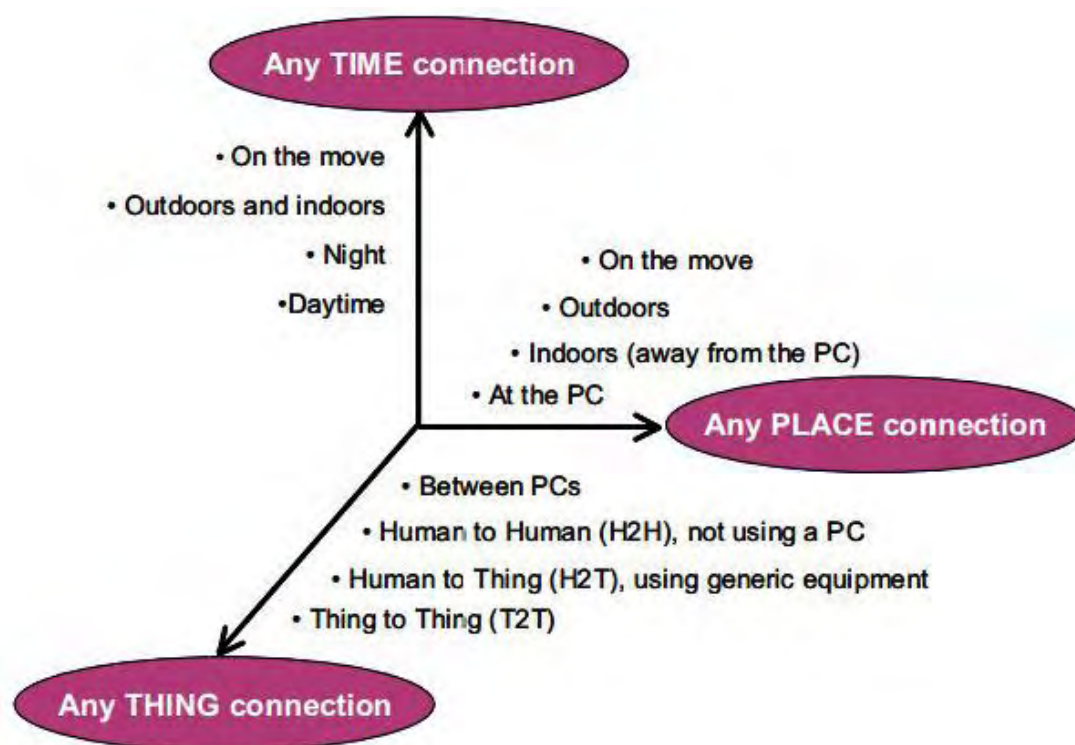 Any TIME connection
• On the move
• Outdoors and indoors
• Night
•Daytime
• On the move
• Outdoors
• Indoors (away from the PC)
• At the PC
Any PLACE connection
• Between PCs
• Human to Human (H2H), not using a PC
• Human to Thing (H2T), using generic equipment
• Thing to Thing (T2T)
Any THING connection